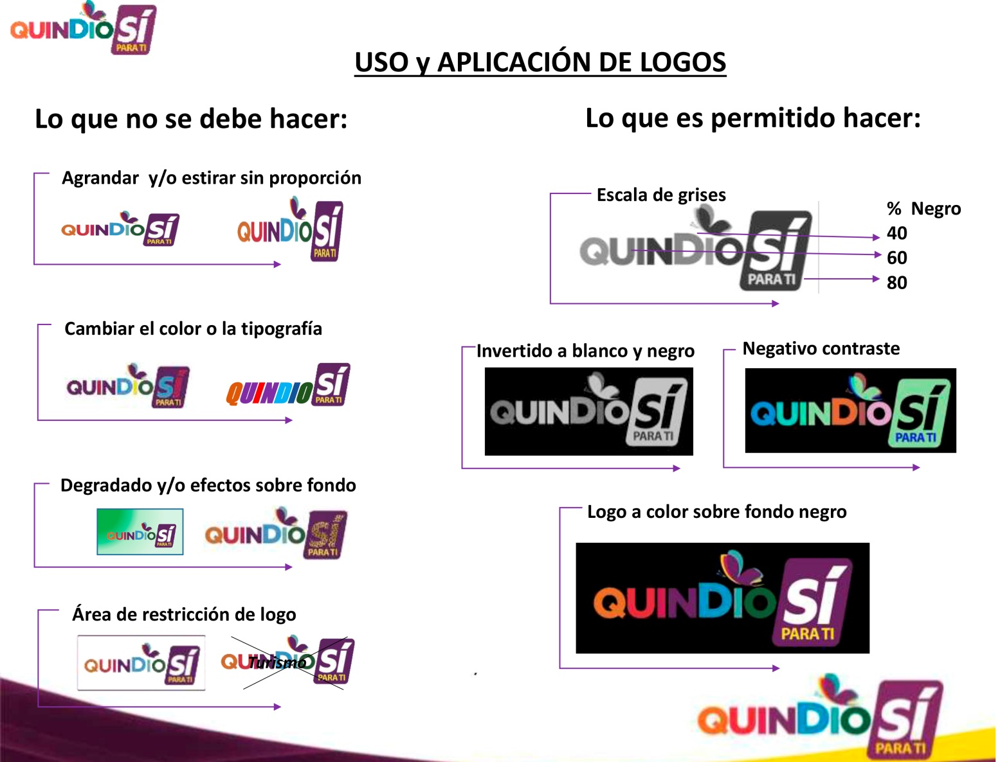 QUINDIO SÍ
PARA TI
USO y APLICACIÓN DE LOGOS
Lo que no se debe hacer:
Agrandar y/o estirar sin proporción
QUINDIO SÍ
PARA TI
QUINDIO SÍ
PARA TI
Cambiar el color o la tipografía
QUINDIO SÍ
PARA TI
QUINDIO SÍ
PARA TI
Degradado y/o efectos sobre fondo
QUINDIO SÍ
PARA TI
QUINDIO SÍ
PARA TI
Área de restricción de logo
QUINDIO SÍ
PARA TI
QUINDIO SÍ
Turismo
PARA TI
Lo que es permitido hacer:
Escala de grises
QUINDIO SÍ
PARA TI
% Negro
40
60
80
Invertido a blanco y negro
QUINDIO SÍ
PARA TI
Negativo contraste
QUINDIO SÍ
PARA TI
Logo a color sobre fondo negro
QUINDIO SÍ
PARA TI
QUINDIO SÍ
PARA TI